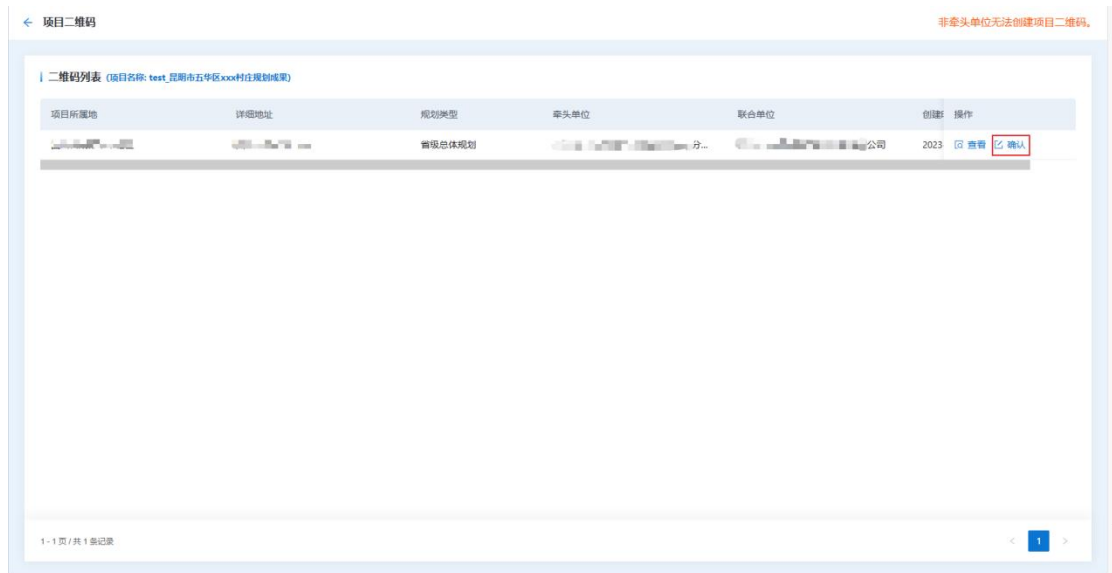 项目二维码
非牵头单位无法创建项目二维码。
二维码列表 (项目名称: test_昆明市五华区xxx村庄规划成果)
项目所属地 详细地址 规划类型 牵头单位 联合单位 创建 操作
省级总体规划 分... 公司 2023 查看 确认
1 - 1 页 / 共 1 条记录
1